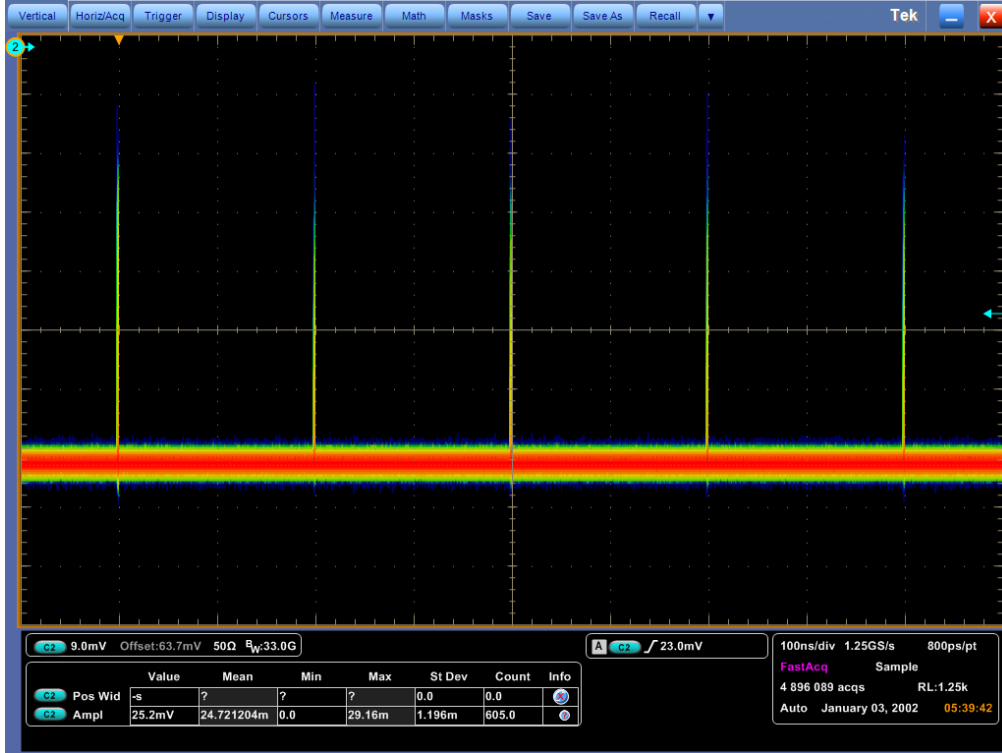 Vertical Horiz/Acq Trigger Display Cursors Measure Math Masks Save Save As Recall Tek X
2
C2 9.0mV Offset:63.7mV 50Ω BW:33.0G
A C2 23.0mV
100ns/div 1.25GS/s 800ps/pt
FastAcq Sample
4 896 089 acqs RL:1.25k
Auto January 03, 2002 05:39:42
Value Mean Min Max St Dev Count Info
C2 Pos Wid -s ? ? ? 0.0 0.0
C2 Ampl 25.2mV 24.721204m 0.0 29.16m 1.196m 605.0